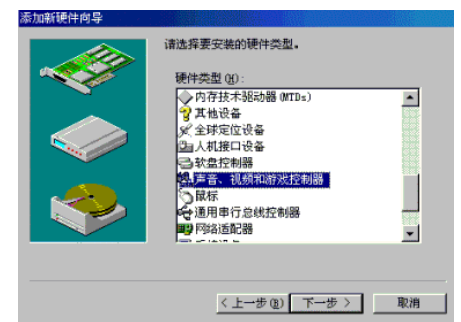 添加新硬件向导
请选择要安装的硬件类型。
硬件类型(H):
内存技术驱动器(MTDs)
其他设备
全球定位设备
人机接口设备
软盘控制器
声音、视频和游戏控制器
鼠标
通用串行总线控制器
网络适配器
<上一步(B) 下一步> 取消